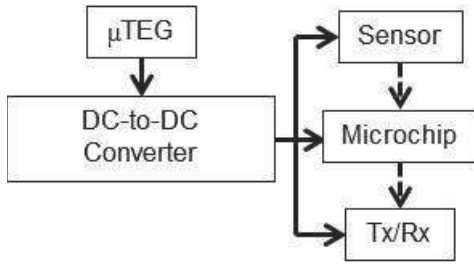 μTEG
DC-to-DC
Converter
Sensor
Microchip
Tx/Rx